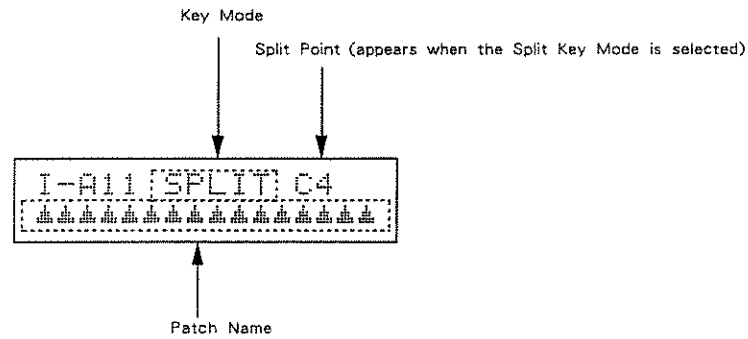 Key Mode
Split Point (appears when the Split Key Mode is selected)
I-A11 SPLIT C4
Patch Name